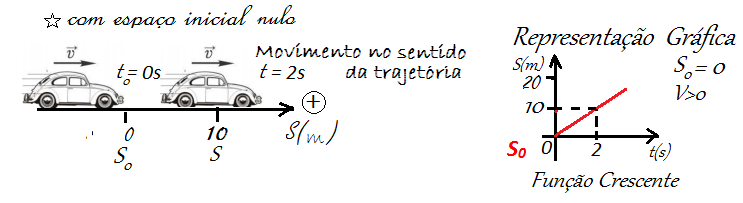 ☆ com espaço inicial nulo
v
v
Movimento no sentido
da trajetória
t₀ = 0s
t = 2s
+
0
10
S(m)
S₀
S
Representação Gráfica
S(m)
20
10
S₀ = 0
V>0
S₀
0
2
t(s)
Função Crescente